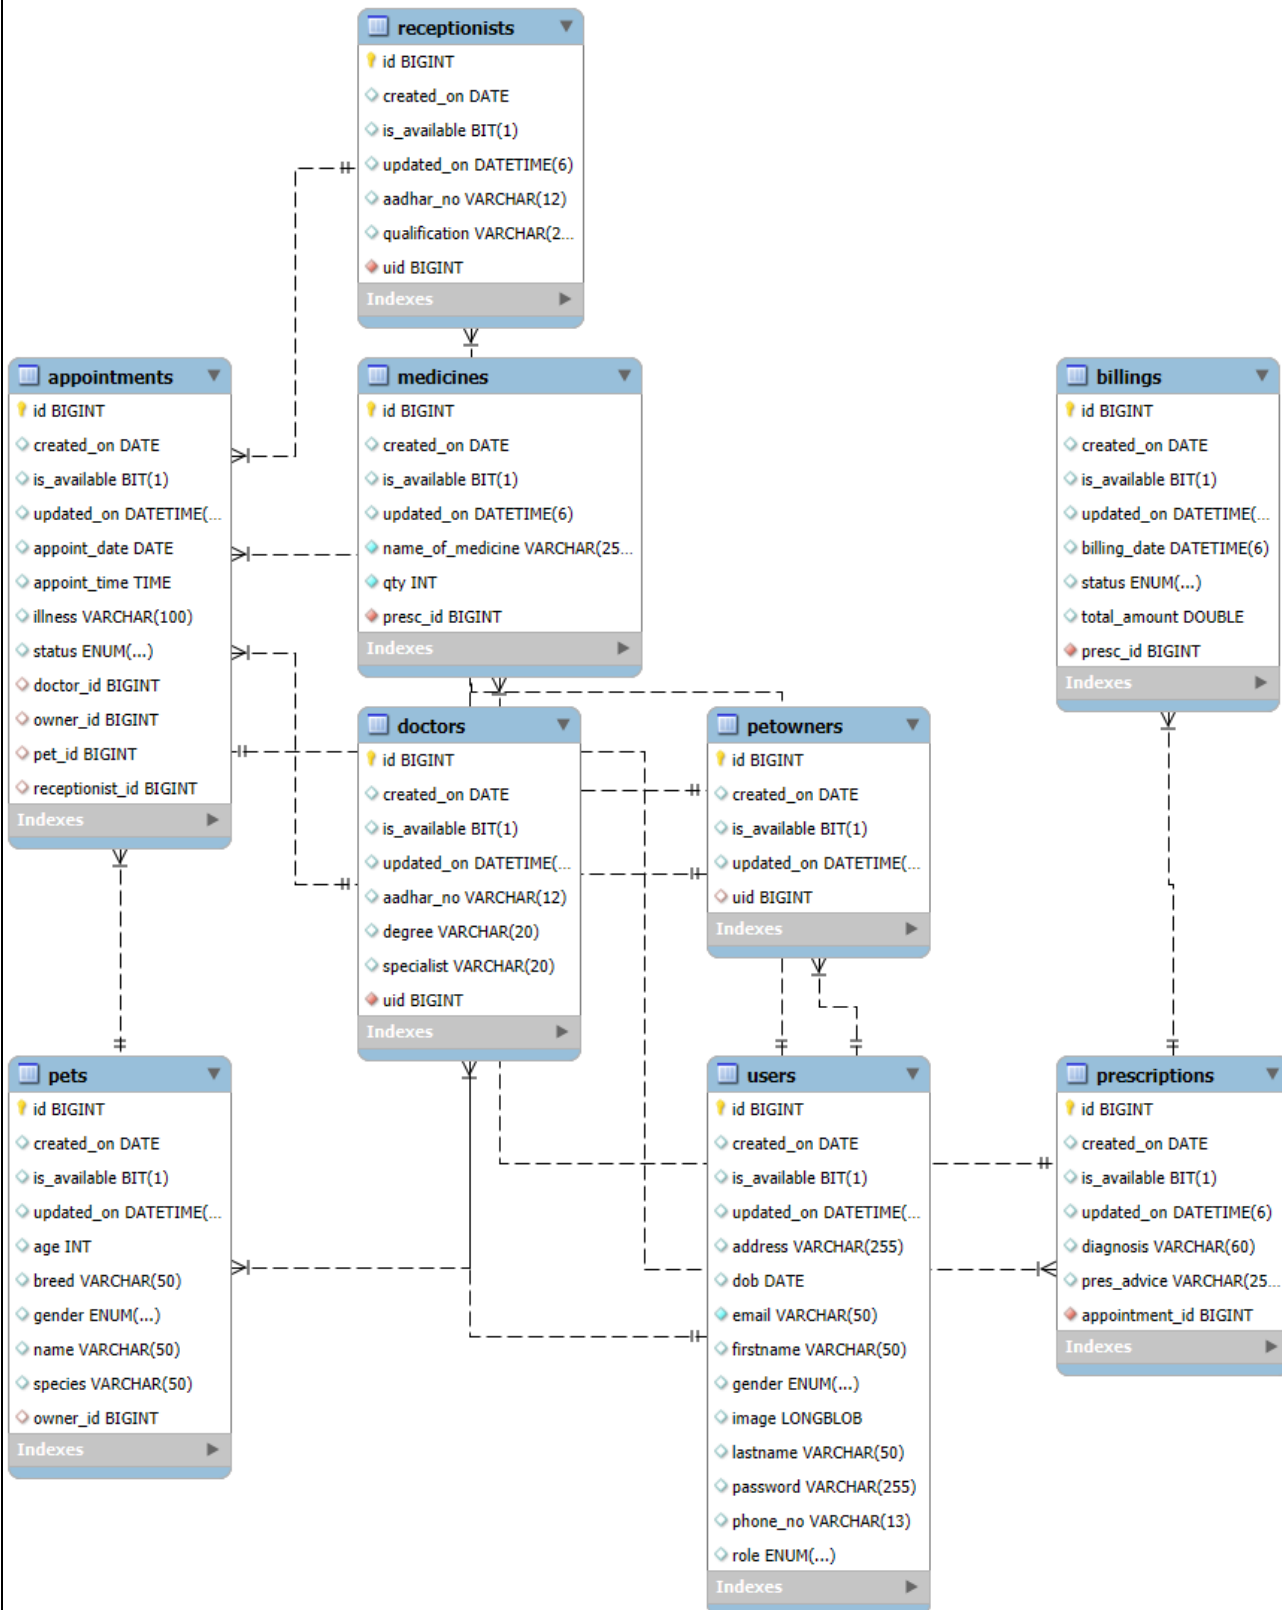 receptionists
id BIGINT
created_on DATE
is_available BIT(1)
updated_on DATETIME(6)
aadhar_no VARCHAR(12)
qualification VARCHAR(2...
uid BIGINT
Indexes
appointments
id BIGINT
created_on DATE
is_available BIT(1)
updated_on DATETIME(...
appoint_date DATE
appoint_time TIME
illness VARCHAR(100)
status ENUM(...)
doctor_id BIGINT
owner_id BIGINT
pet_id BIGINT
receptionist_id BIGINT
Indexes
medicines
id BIGINT
created_on DATE
is_available BIT(1)
updated_on DATETIME(6)
name_of_medicine VARCHAR(25...
qty INT
presc_id BIGINT
Indexes
billings
id BIGINT
created_on DATE
is_available BIT(1)
updated_on DATETIME(...
billing_date DATETIME(6)
status ENUM(...)
total_amount DOUBLE
presc_id BIGINT
Indexes
doctors
id BIGINT
created_on DATE
is_available BIT(1)
updated_on DATETIME(...
aadhar_no VARCHAR(12)
degree VARCHAR(20)
specialist VARCHAR(20)
uid BIGINT
Indexes
petowners
id BIGINT
created_on DATE
is_available BIT(1)
updated_on DATETIME(...
uid BIGINT
Indexes
pets
id BIGINT
created_on DATE
is_available BIT(1)
updated_on DATETIME(...
age INT
breed VARCHAR(50)
gender ENUM(...)
name VARCHAR(50)
species VARCHAR(50)
owner_id BIGINT
Indexes
users
id BIGINT
created_on DATE
is_available BIT(1)
updated_on DATETIME(...
address VARCHAR(255)
dob DATE
email VARCHAR(50)
firstname VARCHAR(50)
gender ENUM(...)
image LONGBLOB
lastname VARCHAR(50)
password VARCHAR(255)
phone_no VARCHAR(13)
role ENUM(...)
Indexes
prescriptions
id BIGINT
created_on DATE
is_available BIT(1)
updated_on DATETIME(6)
diagnosis VARCHAR(60)
pres_advice VARCHAR(25...
appointment_id BIGINT
Indexes